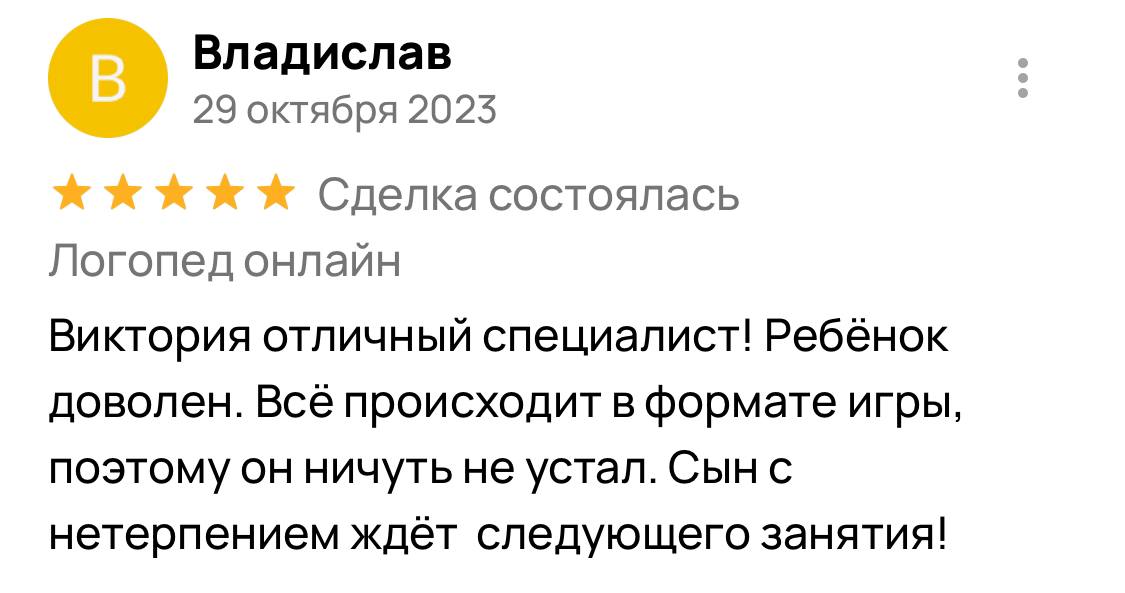 В
Владислав
29 октября 2023
Сделка состоялась
Логопед онлайн
Виктория отличный специалист! Ребёнок
доволен. Всё происходит в формате игры,
поэтому он ничуть не устал. Сын с
нетерпением ждёт  следующего занятия!